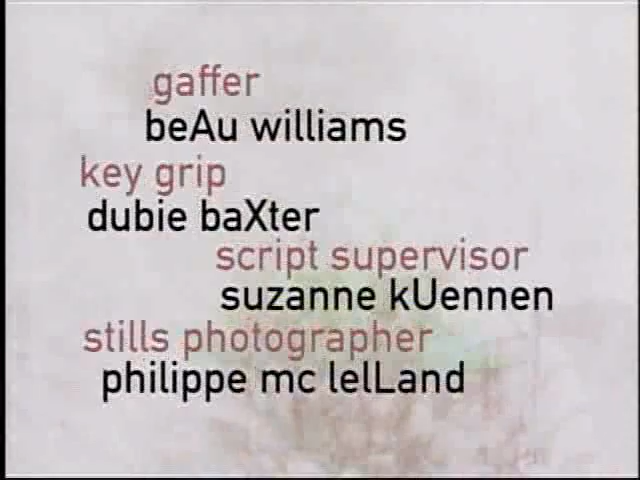 gaffer
beAu williams
key grip
dubie baXter
script supervisor
suzanne kUennen
stills photographer
philippe mc lelLand